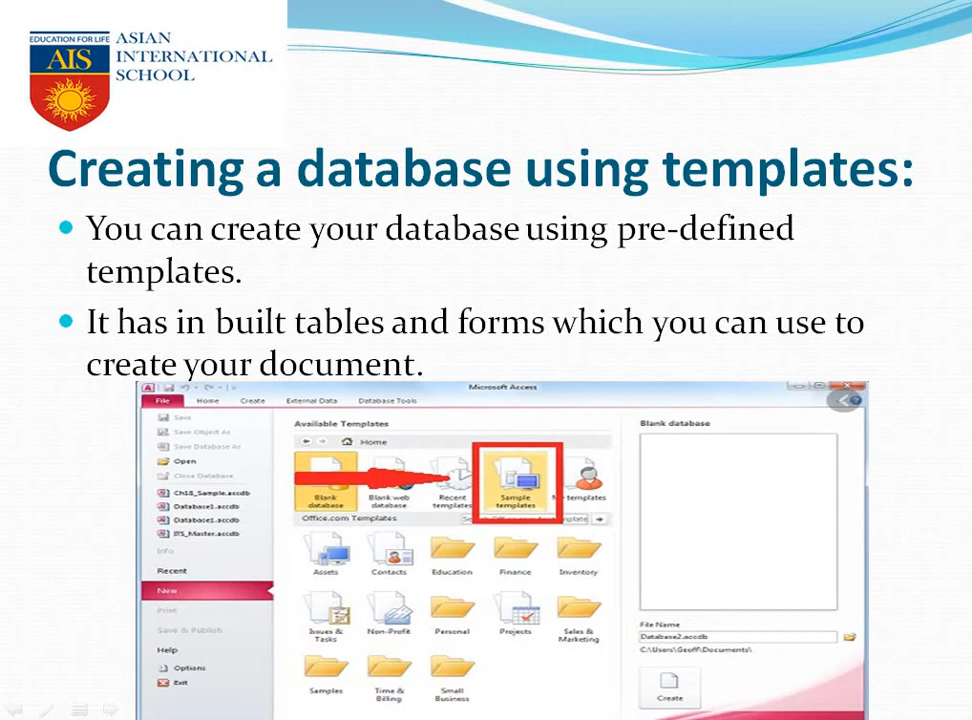 EDUCATION FOR LIFE
AIS
ASIAN
INTERNATIONAL
SCHOOL
Creating a database using templates:
You can create your database using pre-defined
templates.
It has in built tables and forms which you can use to
create your document.
Microsoft Access
File Home Create External Data Database Tools
Save
Save Object As
Save Database As
Open
Close Database
Ch18_Sample.accdb
Database1.accdb
Database1.accdb
ITS_Master.accdb
Info
Recent
New
Print
Save & Publish
Help
Options
Exit
Available Templates
Home
Blank database
Blank web database
Recent templates
Sample templates
templates
Office.com Templates
Assets Contacts Education Finance Inventory
Issues & Tasks
Non-Profit
Personal
Projects
Sales & Marketing
Samples
Time & Billing
Small Business
Blank database
File Name
Database2.accdb
C:\Users\Geoff\Documents\
Create